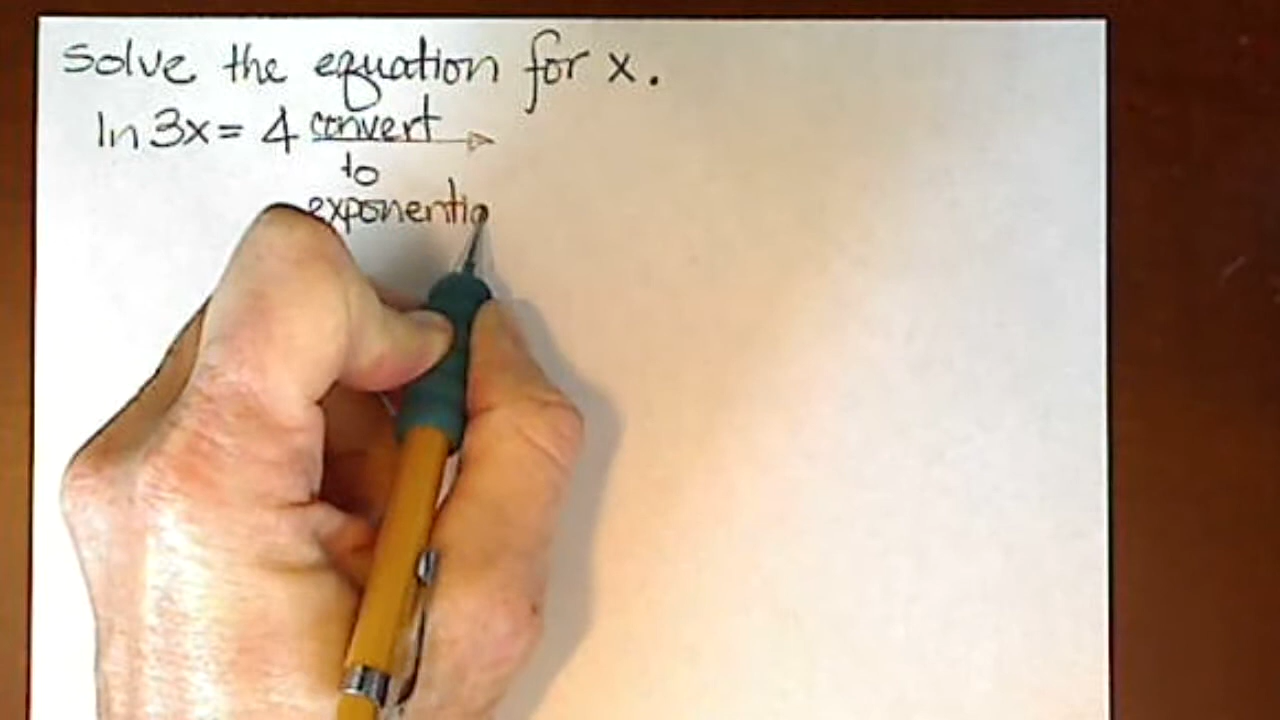 Solve the equation for x.
ln 3x = 4 convert
to
exponentia